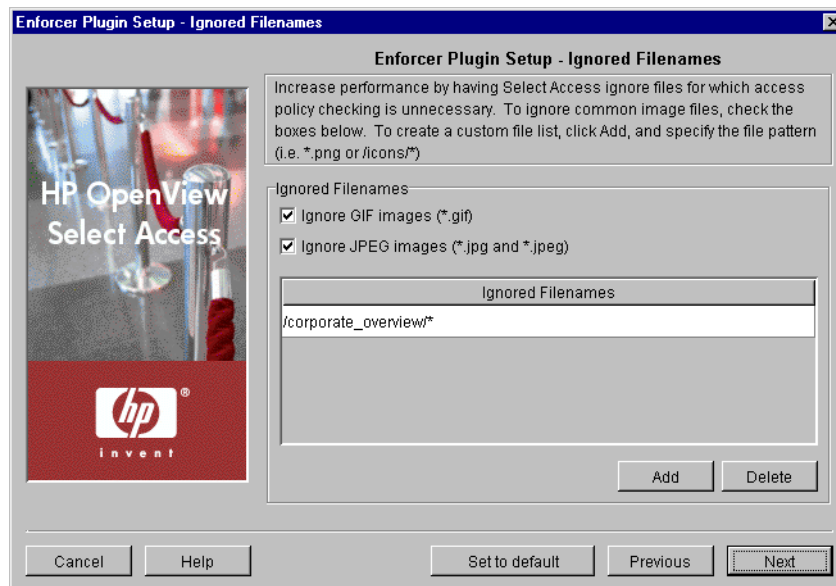 Enforcer Plugin Setup - Ignored Filenames
Enforcer Plugin Setup - Ignored Filenames
Increase performance by having Select Access ignore files for which access
policy checking is unnecessary. To ignore common image files, check the
boxes below. To create a custom file list, click Add, and specify the file pattern
(i.e. *.png or /icons/*)
HP OpenView
Select Access
hp
®
invent
Ignored Filenames
Ignore GIF images (*.gif)
Ignore JPEG images (*.jpg and *.jpeg)
Ignored Filenames
/corporate_overview/*
Add
Delete
Cancel
Help
Set to default
Previous
Next